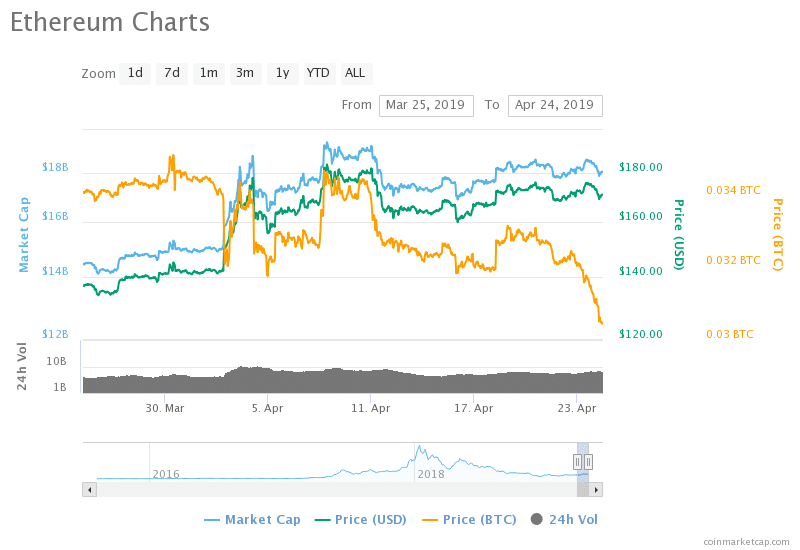 Ethereum Charts
Zoom 1d 7d 1m 3m 1y YTD ALL
From Mar 25, 2019 To Apr 24, 2019
Market Cap
$18B
$16B
$14B
$12B
$180.00
$160.00
$140.00
$120.00
Price (USD)
0.034 BTC
0.032 BTC
0.03 BTC
Price (BTC)
24h Vol
10B
1B
30. Mar 5. Apr 11. Apr 17. Apr 23. Apr
2016 2018
Market Cap Price (USD) Price (BTC) 24h Vol
coinmarketcap.com